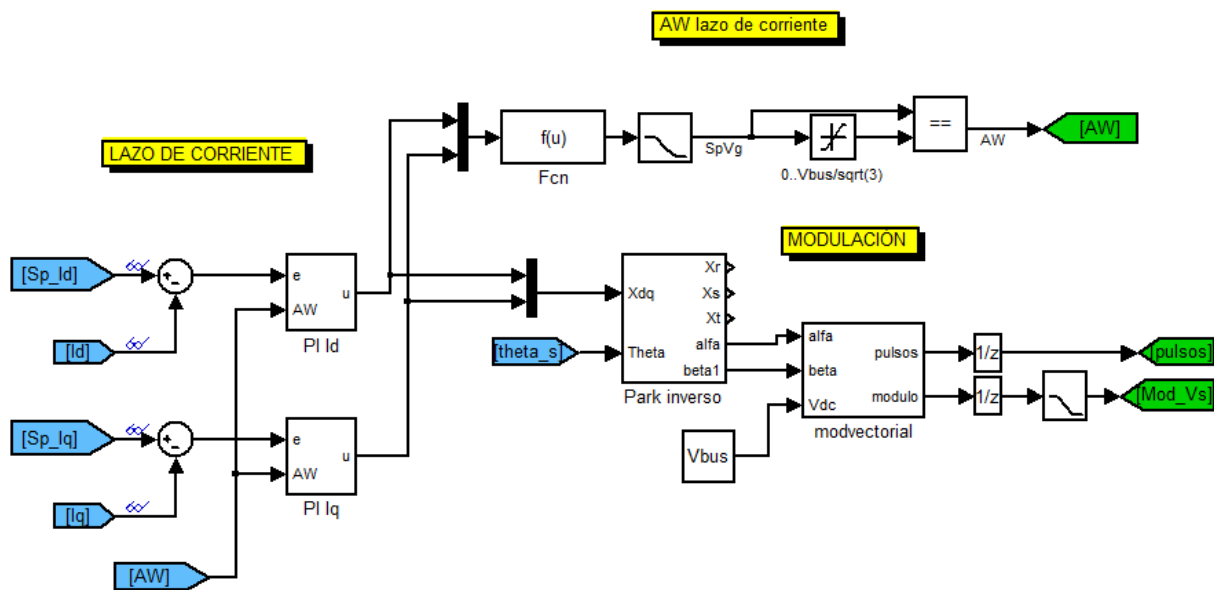 AW lazo de corriente
LAZO DE CORRIENTE
f(u)
Fcn
SpVg
0..Vbus/sqrt(3)
==
AW
[AW]
MODULACIÓN
[Sp_Id]
+
-
[Id]
e
AW
u
PI Id
[Sp_Iq]
+
-
[Iq]
e
AW
u
PI Iq
[AW]
[theta_s]
Xdq
Theta
Xr
Xs
Xt
alfa
beta1
Park inverso
Vbus
alfa
beta
Vdc
pulsos
modulo
modvectorial
1/z
1/z
[pulsos]
[Mod_Vs]